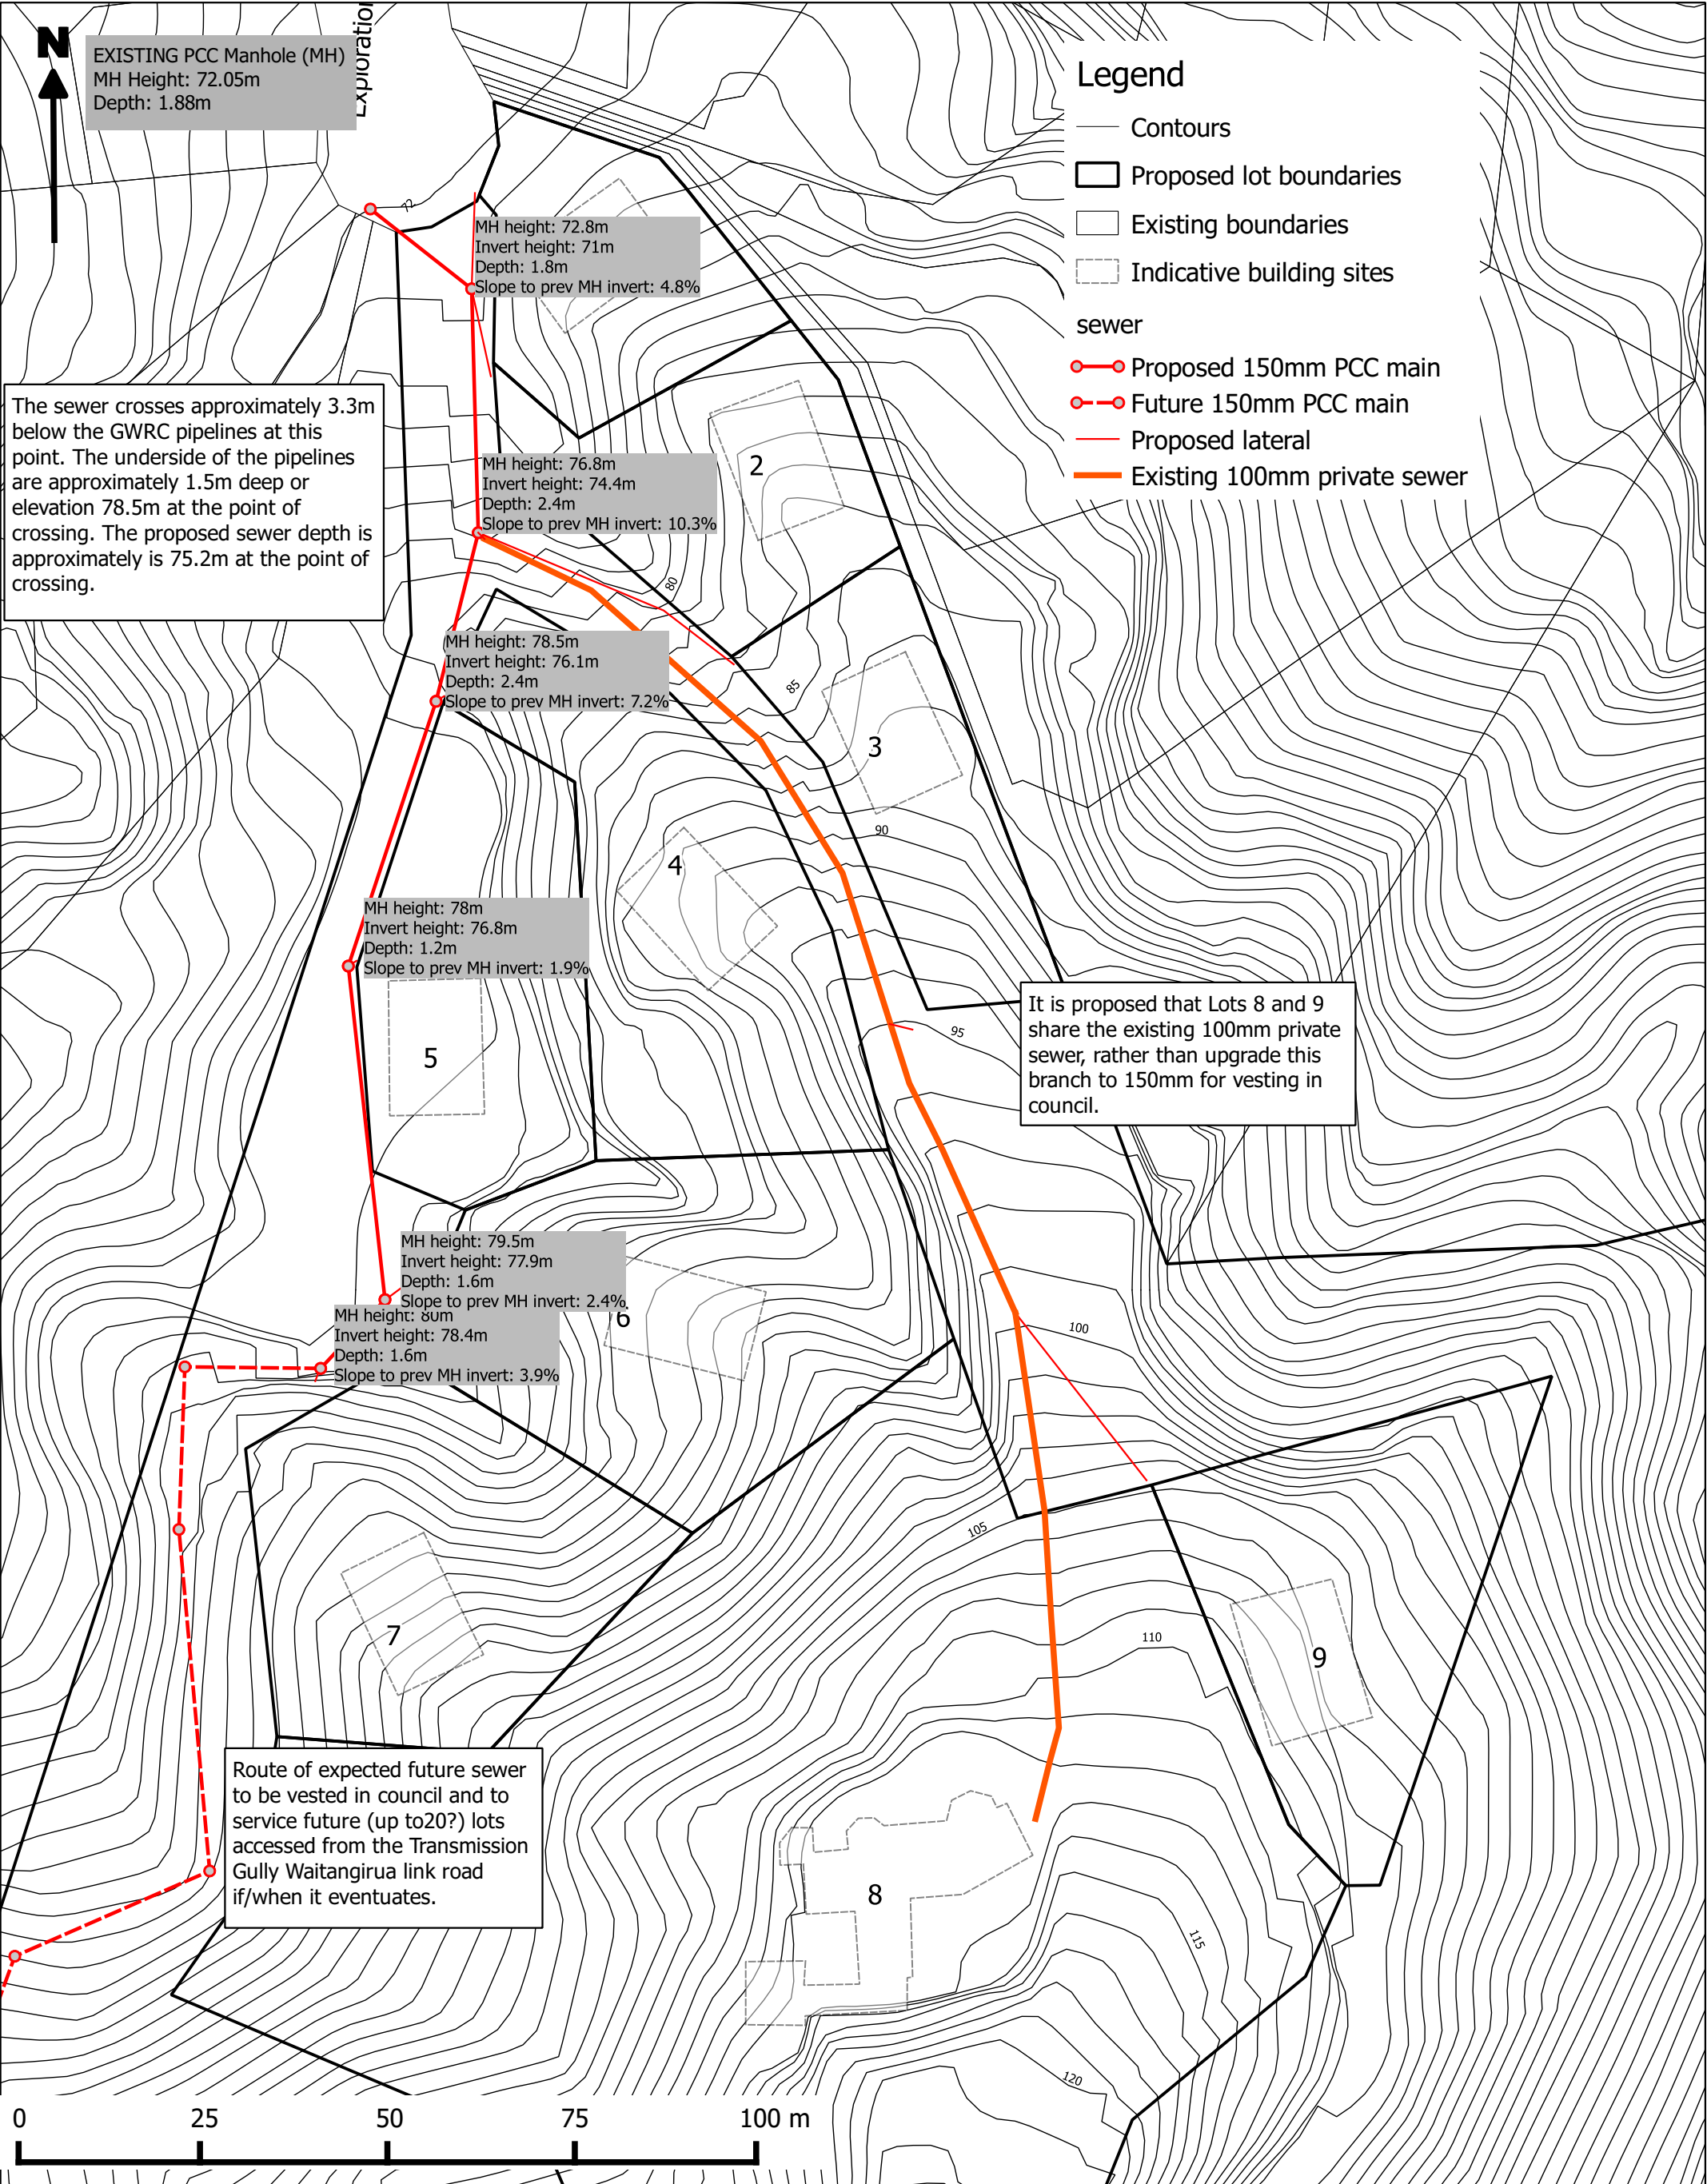 N
EXISTING PCC Manhole (MH)
MH Height: 72.05m
Depth: 1.88m
Exploration
Legend
Contours
Proposed lot boundaries
Existing boundaries
Indicative building sites
sewer
Proposed 150mm PCC main
Future 150mm PCC main
Proposed lateral
Existing 100mm private sewer
72
MH height: 72.8m
Invert height: 71m
Depth: 1.8m
Slope to prev MH invert: 4.8%
The sewer crosses approximately 3.3m
below the GWRC pipelines at this
point. The underside of the pipelines
are approximately 1.5m deep or
elevation 78.5m at the point of
crossing. The proposed sewer depth is
approximately is 75.2m at the point of
crossing.
2
MH height: 76.8m
Invert height: 74.4m
Depth: 2.4m
Slope to prev MH invert: 10.3%
80
MH height: 78.5m
Invert height: 76.1m
Depth: 2.4m
Slope to prev MH invert: 7.2%
85
3
90
4
MH height: 78m
Invert height: 76.8m
Depth: 1.2m
Slope to prev MH invert: 1.9%
5
95
It is proposed that Lots 8 and 9
share the existing 100mm private
sewer, rather than upgrade this
branch to 150mm for vesting in
council.
MH height: 79.5m
Invert height: 77.9m
Depth: 1.6m
Slope to prev MH invert: 2.4%
6
MH height: 80m
Invert height: 78.4m
Depth: 1.6m
Slope to prev MH invert: 3.9%
100
105
7
110
9
Route of expected future sewer
to be vested in council and to
service future (up to20?) lots
accessed from the Transmission
Gully Waitangirua link road
if/when it eventuates.
8
115
120
0 25 50 75 100 m